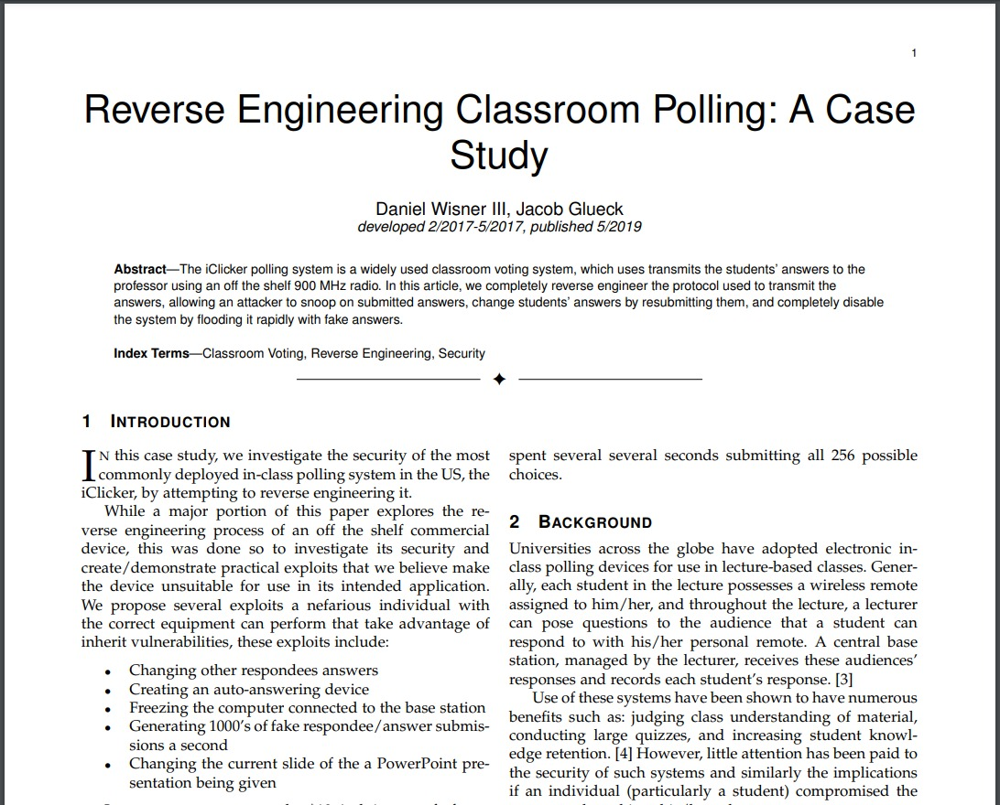 1
Reverse Engineering Classroom Polling: A Case
Study
Daniel Wisner III, Jacob Glueck
developed 2/2017-5/2017, published 5/2019
Abstract—The iClicker polling system is a widely used classroom voting system, which uses transmits the students’ answers to the
professor using an off the shelf 900 MHz radio. In this article, we completely reverse engineer the protocol used to transmit the
answers, allowing an attacker to snoop on submitted answers, change students’ answers by resubmitting them, and completely disable
the system by flooding it rapidly with fake answers.
Index Terms—Classroom Voting, Reverse Engineering, Security
1 INTRODUCTION
IN this case study, we investigate the security of the most
commonly deployed in-class polling system in the US, the
iClicker, by attempting to reverse engineering it.
While a major portion of this paper explores the re-
verse engineering process of an off the shelf commercial
device, this was done so to investigate its security and
create/demonstrate practical exploits that we believe make
the device unsuitable for use in its intended application.
We propose several exploits a nefarious individual with
the correct equipment can perform that take advantage of
inherit vulnerabilities, these exploits include:
• Changing other respondees answers
• Creating an auto-answering device
• Freezing the computer connected to the base station
• Generating 1000’s of fake respondee/answer submis-
sions a second
• Changing the current slide of the a PowerPoint pre-
sentation being given
spent several several seconds submitting all 256 possible
choices.
2 BACKGROUND
Universities across the globe have adopted electronic in-
class polling devices for use in lecture-based classes. Gener-
ally, each student in the lecture possesses a wireless remote
assigned to him/her, and throughout the lecture, a lecturer
can pose questions to the audience that a student can
respond to with his/her personal remote. A central base
station, managed by the lecturer, receives these audiences’
responses and records each student’s response. [3]
Use of these systems have been shown to have numerous
benefits such as: judging class understanding of material,
conducting large quizzes, and increasing student knowl-
edge retention. [4] However, little attention has been paid to
the security of such systems and similarly the implications
if an individual (particularly a student) compromised the